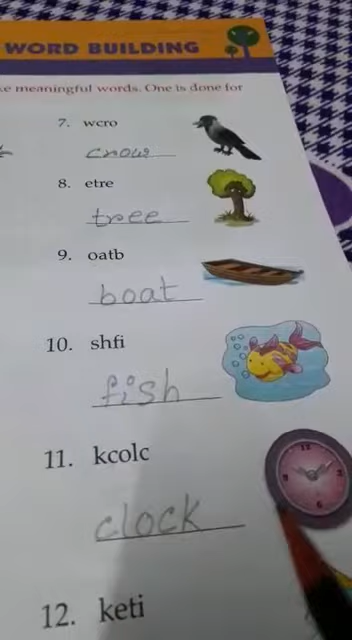 WORD BUILDING
ke meaningful words. One is done for
7. wcro
crow
8. etre
tree
9. oatb
boat
10. shfi
fish
11. kcolc
clock
12. keti